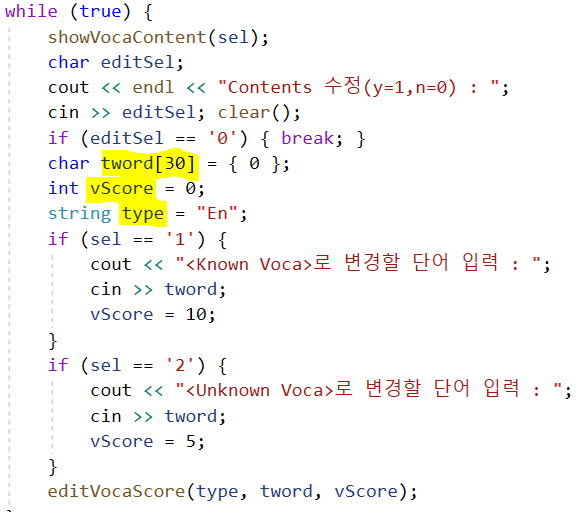 while (true) {
showVocaContent(sel);
char editSel;
cout << endl << "Contents 수정(y=1,n=0) : ";
cin >> editSel; clear();
if (editSel == '0') { break; }
char tword[30] = { 0 };
int vScore = 0;
string type = "En";
if (sel == '1') {
cout << "<Known Voca>로 변경할 단어 입력 : ";
cin >> tword;
vScore = 10;
}
if (sel == '2') {
cout << "<Unknown Voca>로 변경할 단어 입력 : ";
cin >> tword;
vScore = 5;
}
editVocaScore(type, tword, vScore);